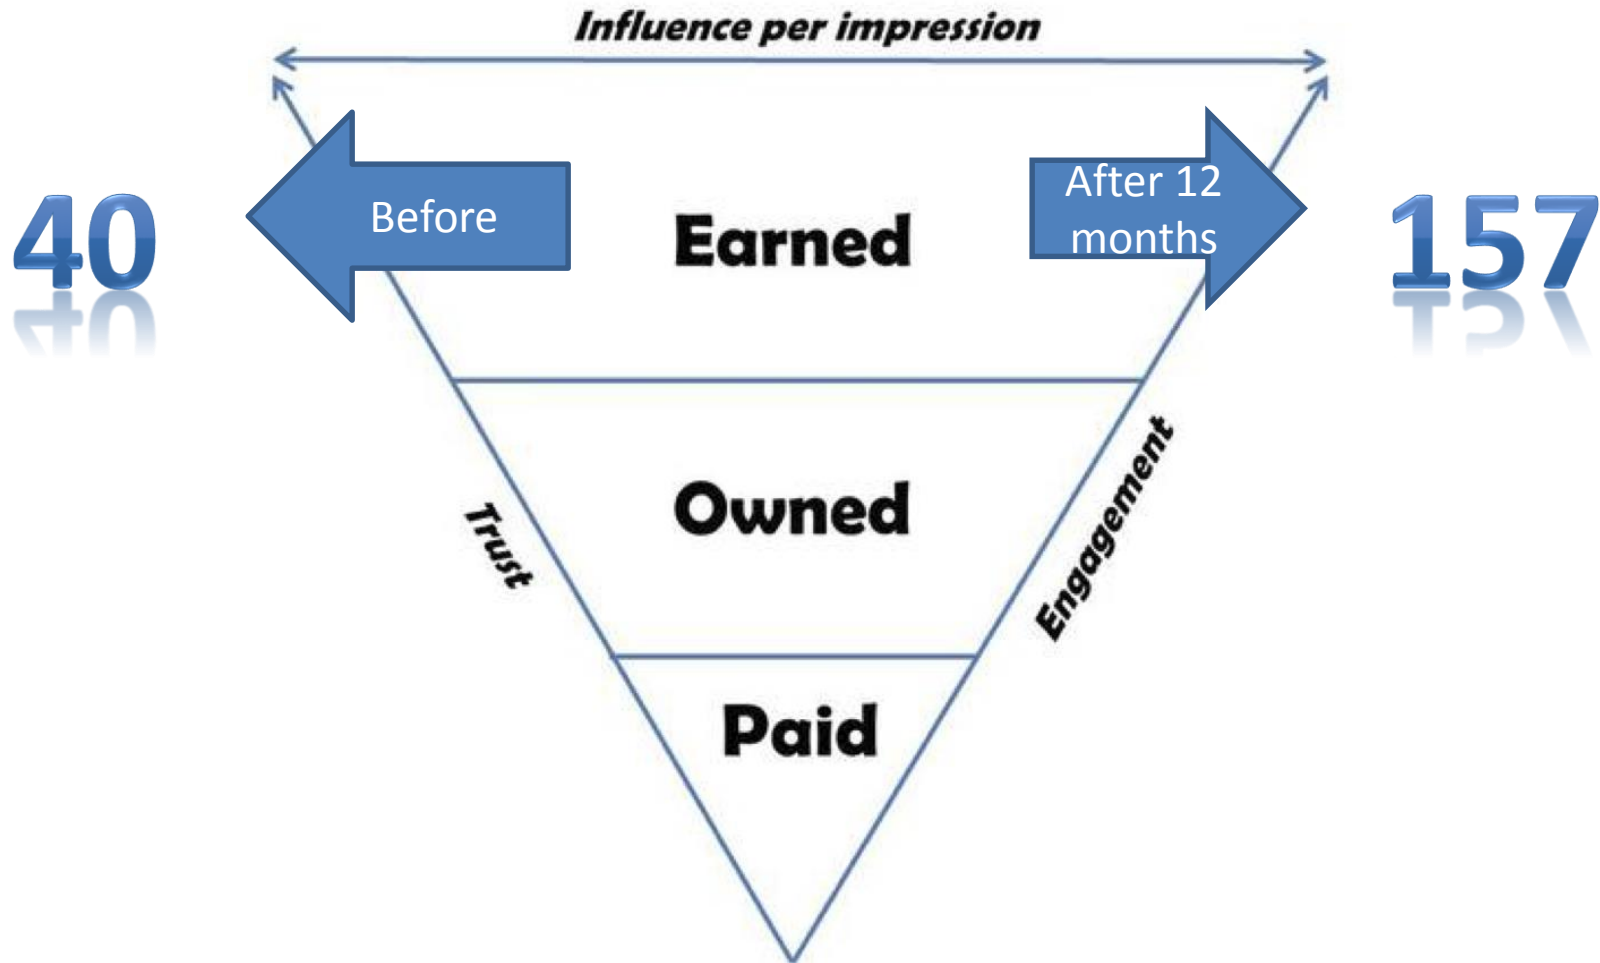 Influence per impression
Before
After 12
months
40
Earned
157
Owned
Trust
Engagement
Paid